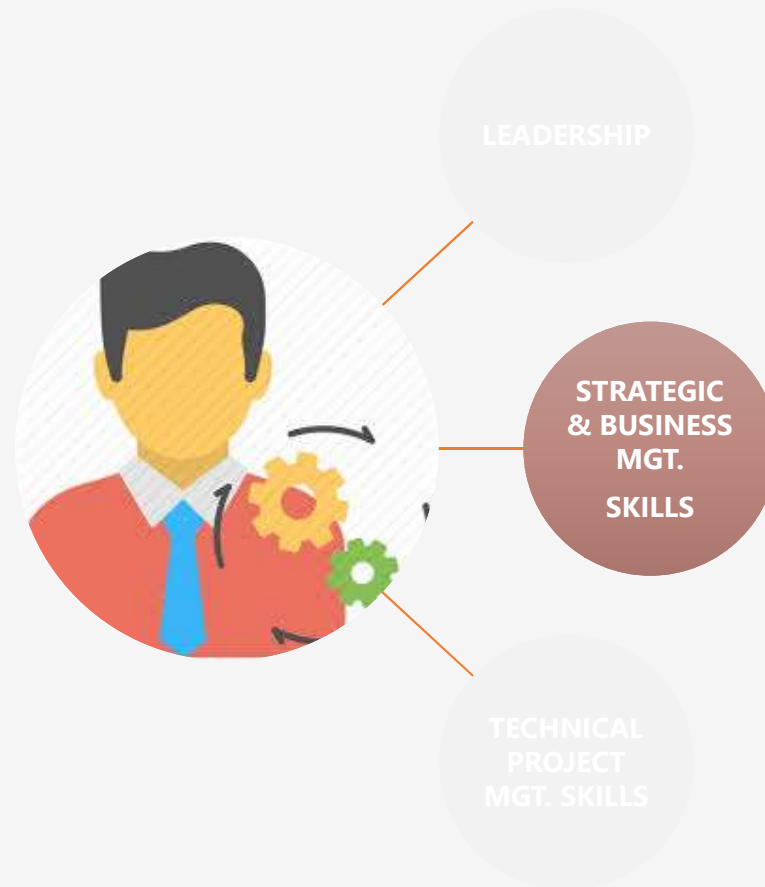 LEADERSHIP
STRATEGIC
& BUSINESS
MGT.
SKILLS
TECHNICAL
PROJECT
MGT. SKILLS